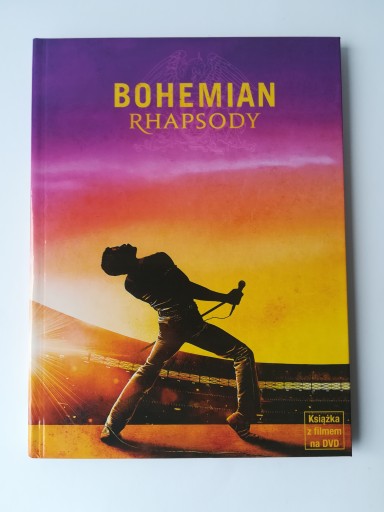 BOHEMIAN
RHAPSODY
Książka
z filmem
na DVD